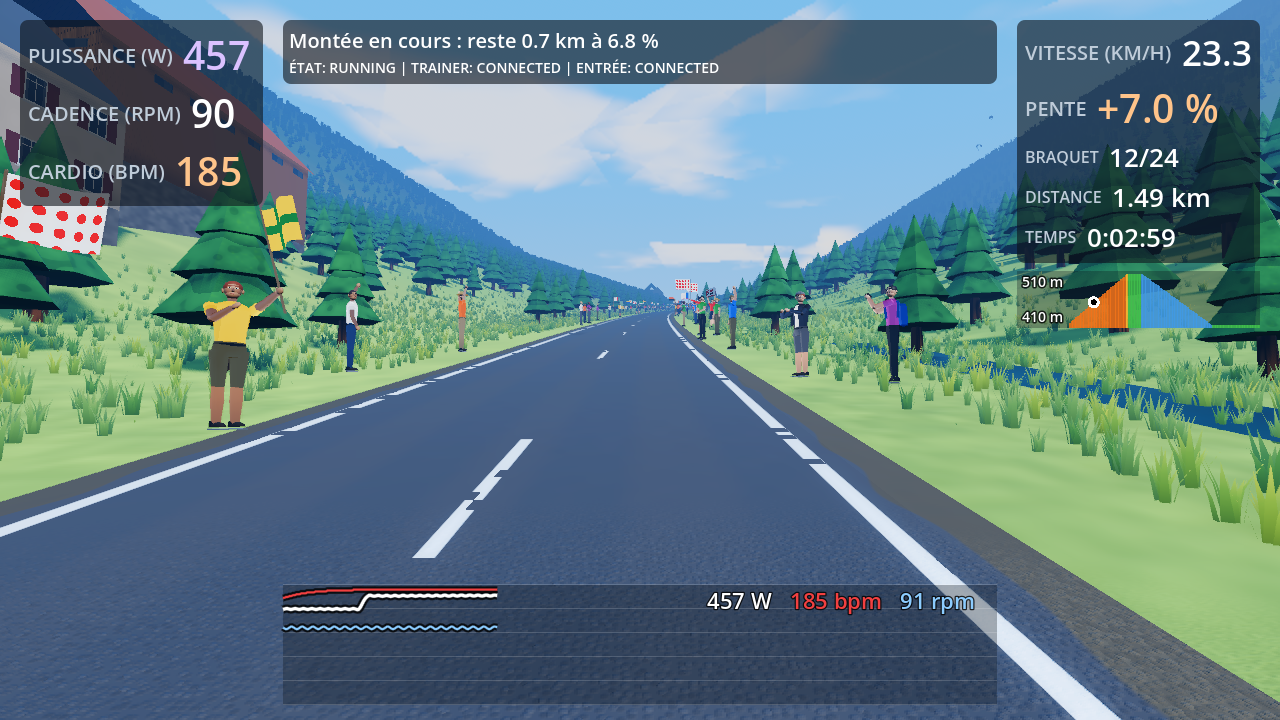 PUISSANCE (W) 457
CADENCE (RPM) 90
CARDIO (BPM) 185
Montée en cours : reste 0.7 km à 6.8 %
ÉTAT: RUNNING | TRAINER: CONNECTED | ENTRÉE: CONNECTED
VITESSE (KM/H) 23.3
PENTE +7.0 %
BRAQUET 12/24
DISTANCE 1.49 km
TEMPS 0:02:59
510 m
410 m
457 W 185 bpm 91 rpm